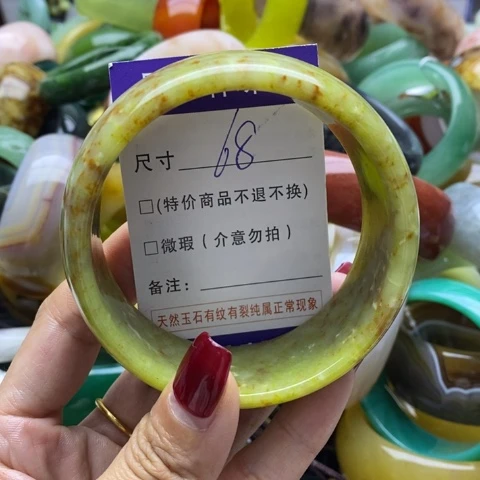 尺寸 68
□(特价商品不退不换)
□微瑕(介意勿拍)
备注:
天然玉石有纹有裂纯属正常现象